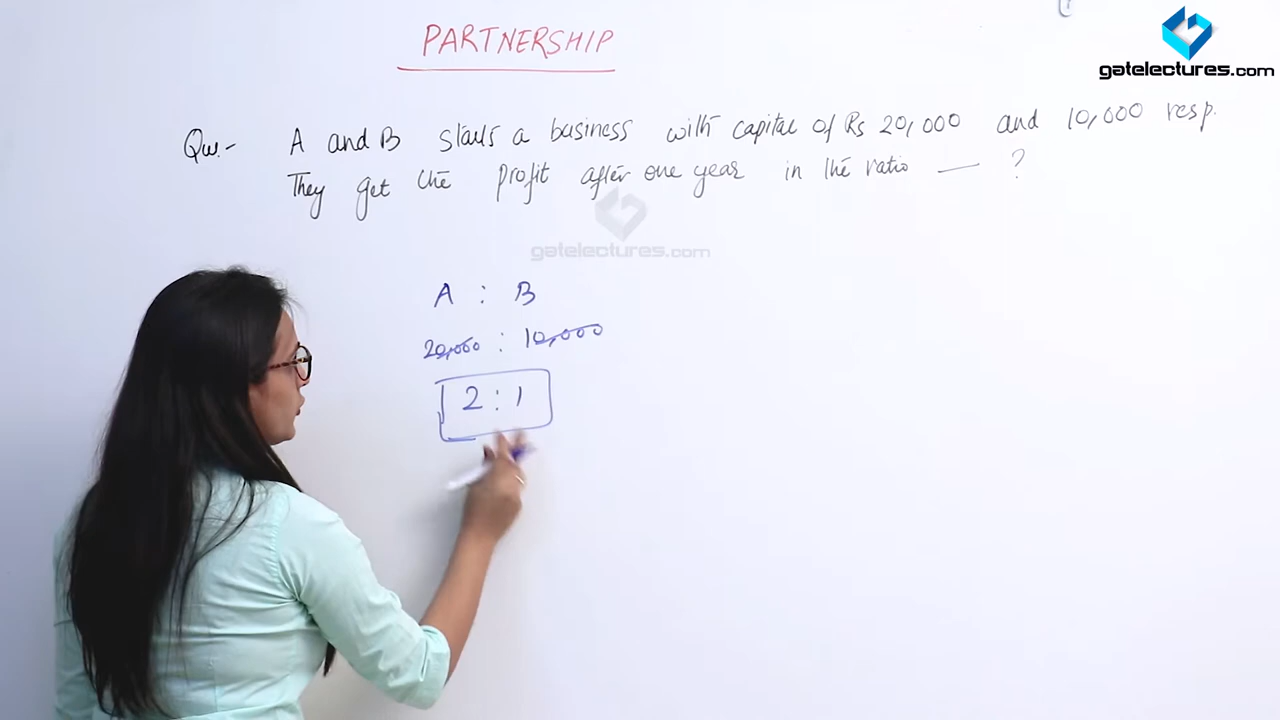 PARTNERSHIP
gatelectures.com
Qu:- A and B starts a business with capital of Rs 20,000 and 10,000 resp.
They get the profit after one year in the ratio — ?
gatelectures.com
A : B
20,000 : 10,000
2 : 1